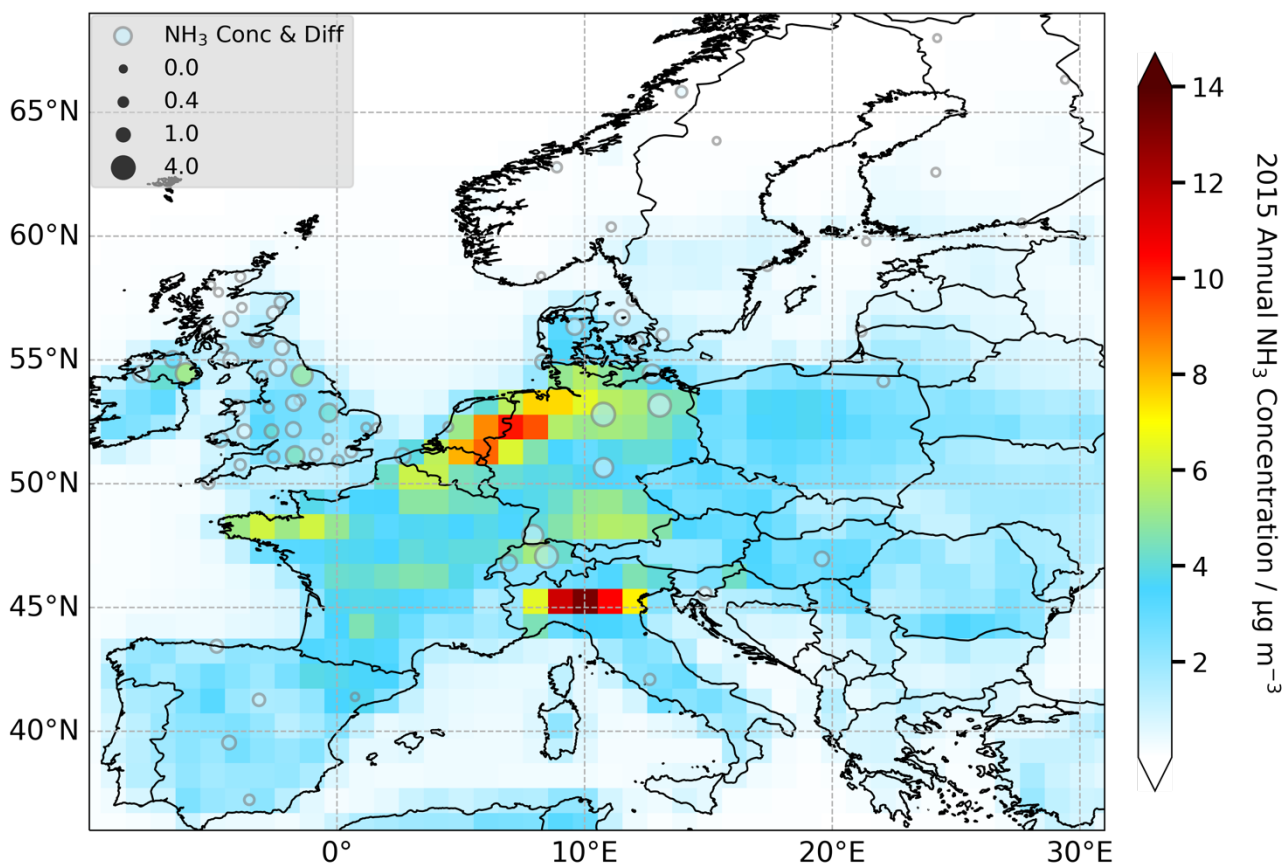 NH₃ Conc & Diff
0.0
0.4
1.0
4.0
65°N
60°N
55°N
50°N
45°N
40°N
0°E
10°E
20°E
30°E
14
12
10
8
6
4
2
2015 Annual NH₃ Concentration / μg m⁻³